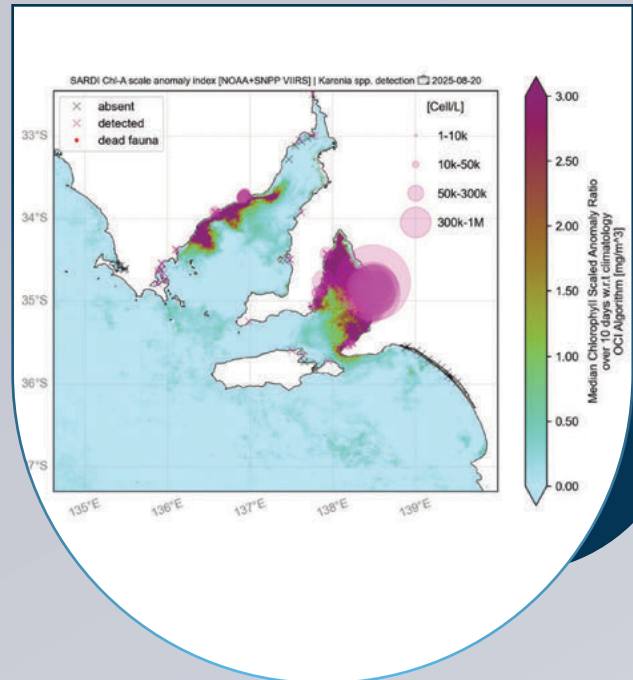 SARDI Chl-A scale anomaly index [NOAA+SNPP VIIRS] | Karenia spp. detection 2025-08-20
absent
detected
dead fauna
[Cell/L]
1-10k
10k-50k
50k-300k
300k-1M
33°S
34°S
35°S
36°S
37°S
135°E
136°E
137°E
138°E
139°E
3.00
2.50
2.00
1.50
1.00
0.50
0.00
Median Chlorophyll Scaled Anomaly Ratio
over 10 days w.r.t climatology
OCI Algorithm [mg/m^3]